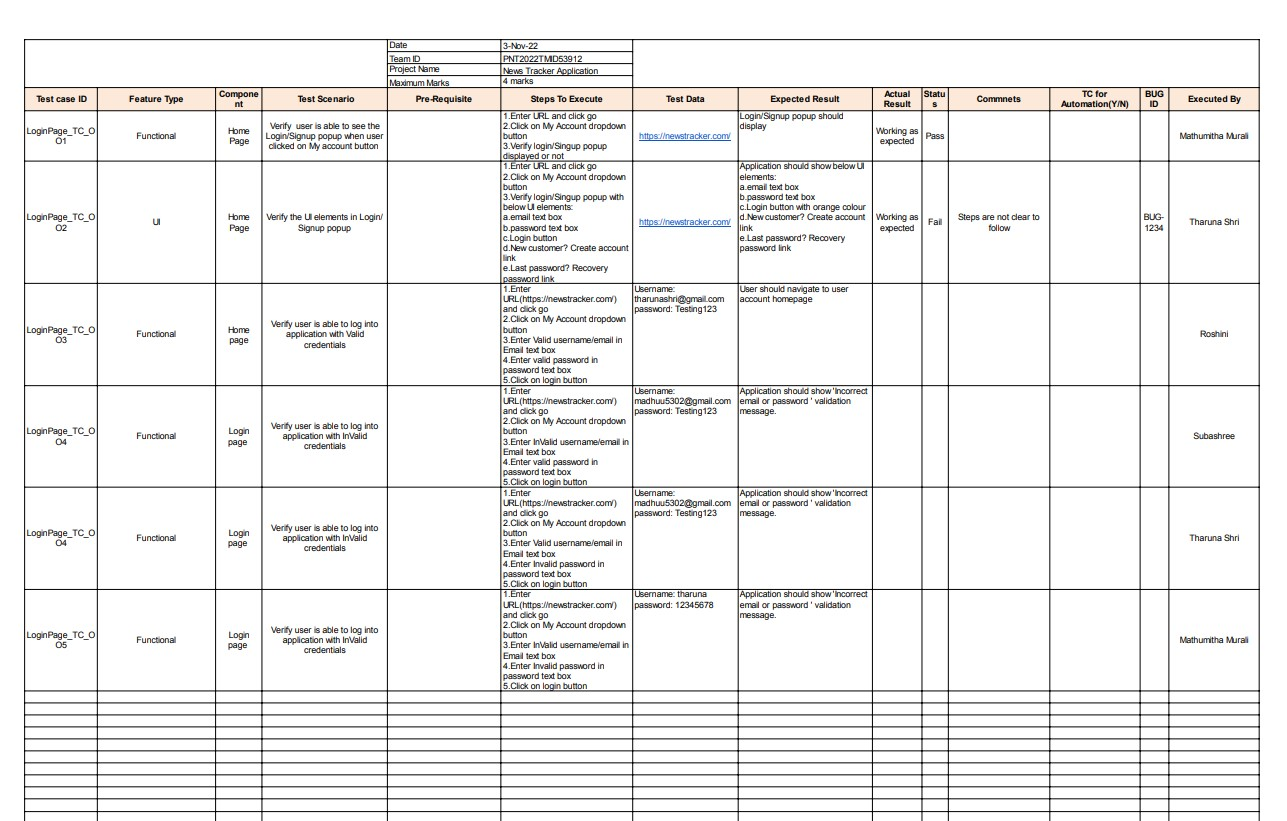 Date 3-Nov-22
Team ID PNT2022TMID53912
Project Name News Tracker Application
Maximum Marks 4 marks
Test case ID Feature Type Compone
nt Test Scenario Pre-Requisite Steps To Execute Test Data Expected Result Actual
Result Statu
s Commnets TC for
Automation(Y/N) BUG
ID Executed By
LoginPage_TC_O
O1
Functional
Home
Page
Verify user is able to see the
Login/Signup popup when user
clicked on My account button
1.Enter URL and click go
2.Click on My Account dropdown
button
3.Verify login/Singup popup
displayed or not
https://newstracker.com/
Login/Signup popup should
display
Working as
expected
Pass
Mathumitha Murali
LoginPage_TC_O
O2
UI
Home
Page
Verify the UI elements in Login/
Signup popup
1.Enter URL and click go
2.Click on My Account dropdown
button
3.Verify login/Singup popup with
below UI elements:
a.email text box
b.password text box
c.Login button
d.New customer? Create account
link
e.Last password? Recovery
password link
https://newstracker.com/
Application should show below UI
elements:
a.email text box
b.password text box
c.Login button with orange colour
d.New customer? Create account
link
e.Last password? Recovery
password link
Working as
expected
Fail
Steps are not clear to
follow
BUG-
1234
Tharuna Shri
LoginPage_TC_O
O3
Functional
Home
page
Verify user is able to log into
application with Valid
credentials
1.Enter
URL(https://newstracker.com/)
and click go
2.Click on My Account dropdown
button
3.Enter Valid username/email in
Email text box
4.Enter valid password in
password text box
5.Click on login button
Username:
tharunashri@gmail.com
password: Testing123
User should navigate to user
account homepage
Roshini
LoginPage_TC_O
O4
Functional
Login
page
Verify user is able to log into
application with InValid
credentials
1.Enter
URL(https://newstracker.com/)
and click go
2.Click on My Account dropdown
button
3.Enter InValid username/email in
Email text box
4.Enter valid password in
password text box
5.Click on login button
Username:
madhuu5302@gmail.com
password: Testing123
Application should show 'Incorrect
email or password ' validation
message.
Subashree
LoginPage_TC_O
O4
Functional
Login
page
Verify user is able to log into
application with InValid
credentials
1.Enter
URL(https://newstracker.com/)
and click go
2.Click on My Account dropdown
button
3.Enter Valid username/email in
Email text box
4.Enter Invalid password in
password text box
5.Click on login button
Username:
madhuu5302@gmail.com
password: Testing123
Application should show 'Incorrect
email or password ' validation
message.
Tharuna Shri
LoginPage_TC_O
O5
Functional
Login
page
Verify user is able to log into
application with InValid
credentials
1.Enter
URL(https://newstracker.com/)
and click go
2.Click on My Account dropdown
button
3.Enter InValid username/email in
Email text box
4.Enter Invalid password in
password text box
5.Click on login button
Username: tharuna
password: 12345678
Application should show 'Incorrect
email or password ' validation
message.
Mathumitha Murali